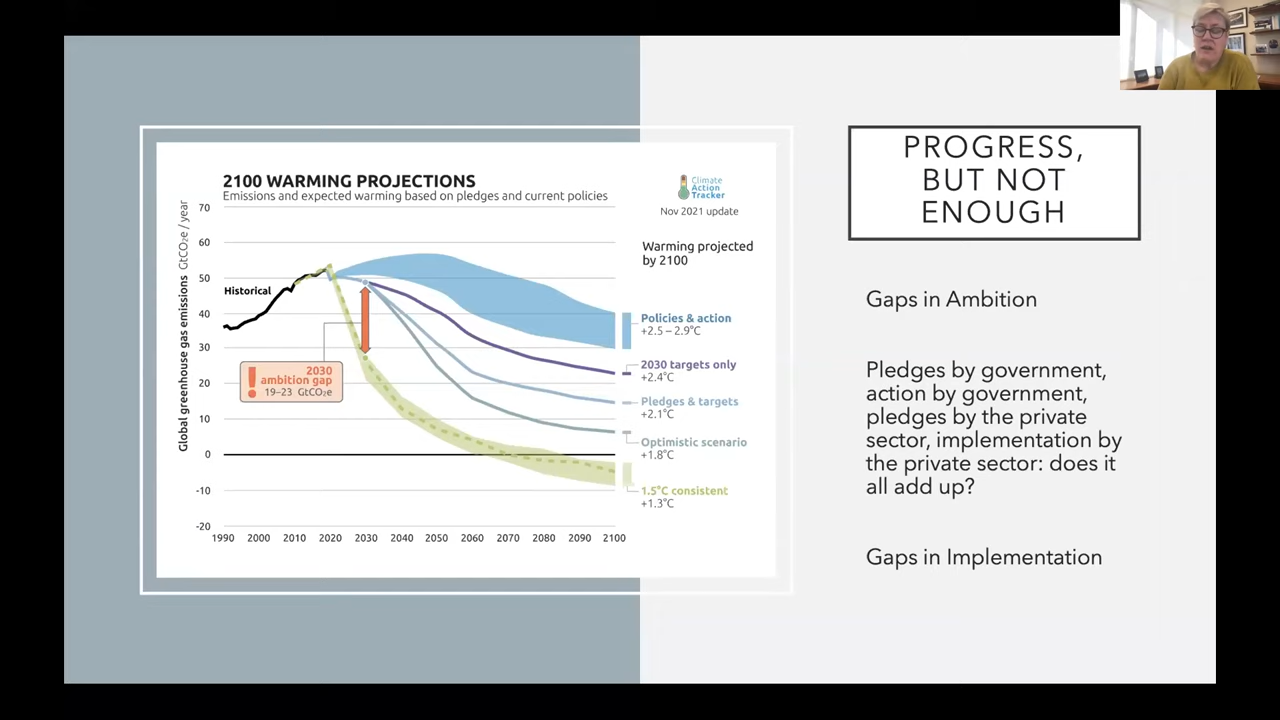 2100 WARMING PROJECTIONS
Emissions and expected warming based on pledges and current policies
Climate
Action
Tracker
Nov 2021 update
Global greenhouse gas emissions GtCO₂e / year
70
60
50
40
30
20
10
0
-10
-20
1990 2000 2010 2020 2030 2040 2050 2060 2070 2080 2090 2100
Historical
2030
ambition gap
19–23 GtCO₂e
Warming projected
by 2100
Policies & action
+2.5 – 2.9°C
2030 targets only
+2.4°C
Pledges & targets
+2.1°C
Optimistic scenario
+1.8°C
1.5°C consistent
+1.3°C
PROGRESS,
BUT NOT
ENOUGH
Gaps in Ambition
Pledges by government,
action by government,
pledges by the private
sector, implementation by
the private sector: does it
all add up?
Gaps in Implementation